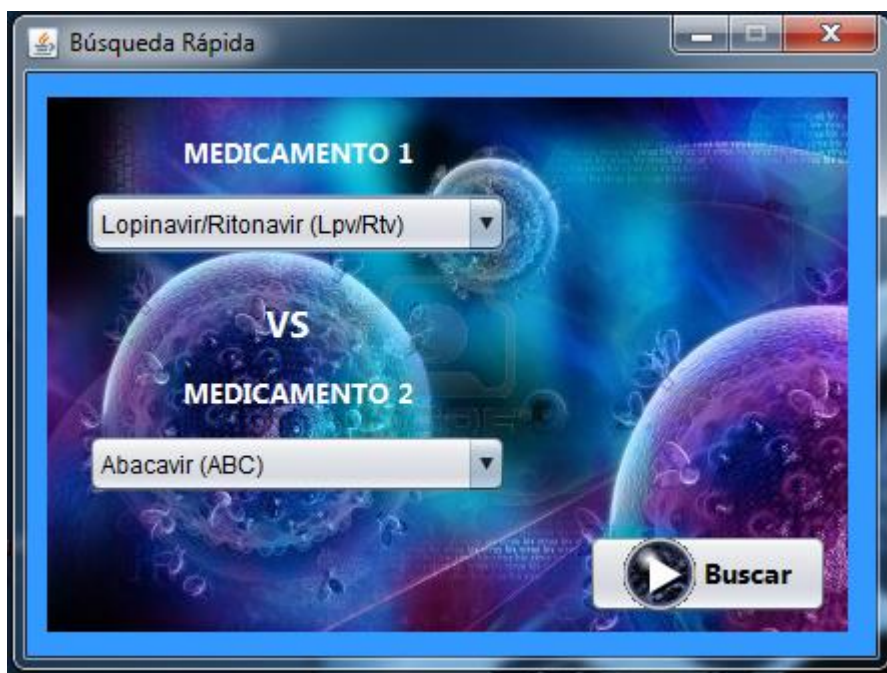 Búsqueda Rápida
MEDICAMENTO 1
Lopinavir/Ritonavir (Lpv/Rtv)
VS
MEDICAMENTO 2
Abacavir (ABC)
Buscar